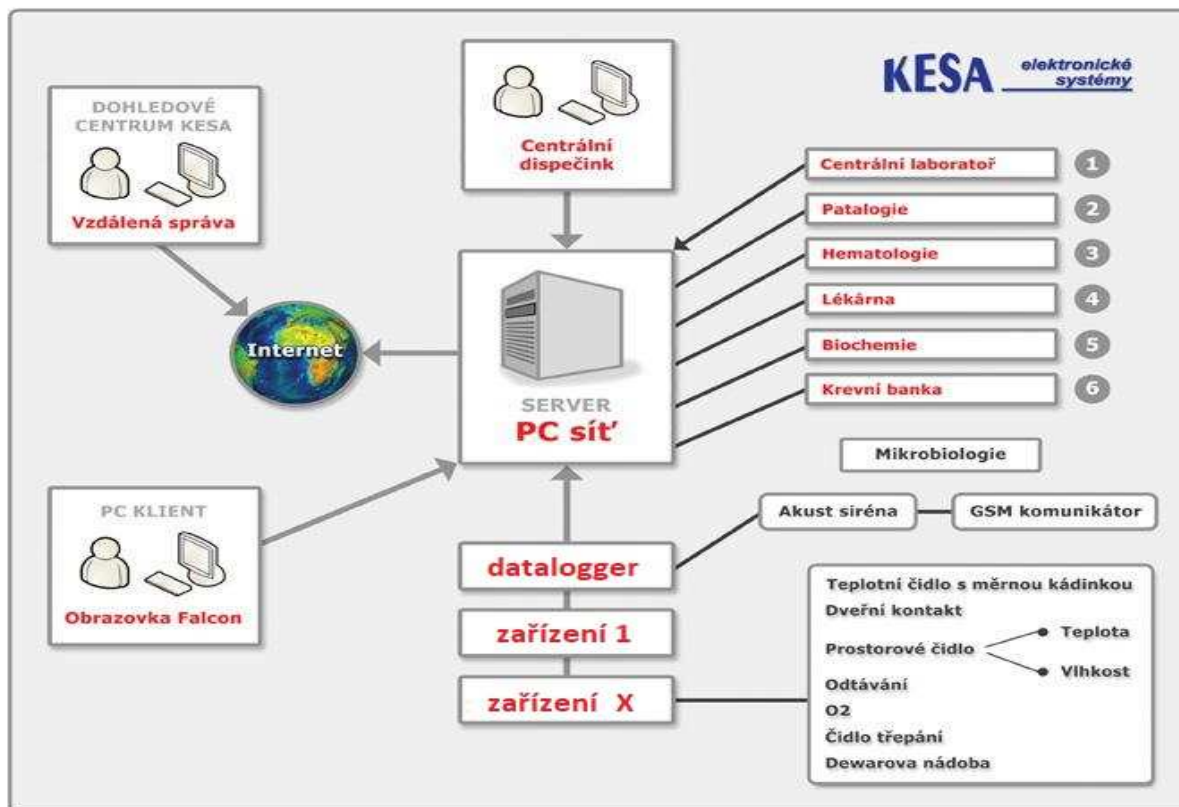 KESA elektronické
systémy
DOHLEDOVÉ
CENTRUM KESA
Vzdálená správa
Centrální
dispečink
Centrální laboratoř 1
Patalogie 2
Hematologie 3
Lékárna 4
Biochemie 5
Krevní banka 6
Internet
SERVER
PC síť
Mikrobiologie
PC KLIENT
Obrazovka Falcon
Akust siréna
GSM komunikátor
datalogger
zařízení 1
zařízení X
Teplotní čidlo s měrnou kádinkou
Dveřní kontakt
Prostorové čidlo
Teplota
Vlhkost
Odtávání
O2
Čidlo třepání
Dewarova nádoba